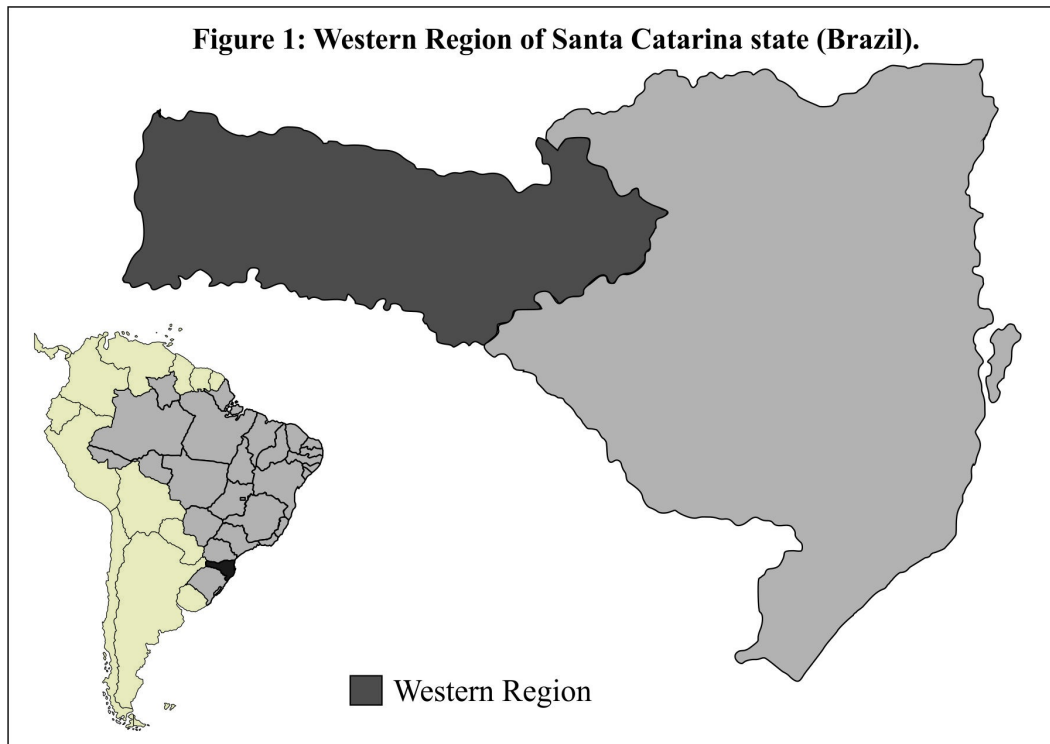 Figure 1: Western Region of Santa Catarina state (Brazil).
Western Region